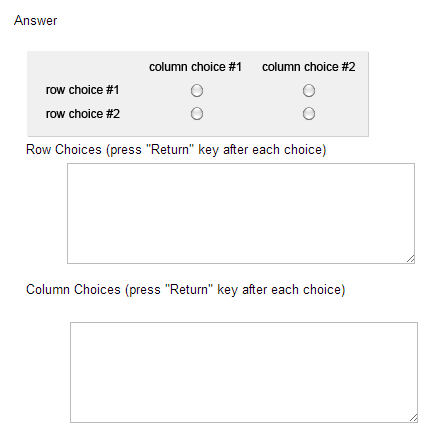 Answer
column choice #1 column choice #2
row choice #1
row choice #2
Row Choices (press "Return" key after each choice)
Column Choices (press "Return" key after each choice)